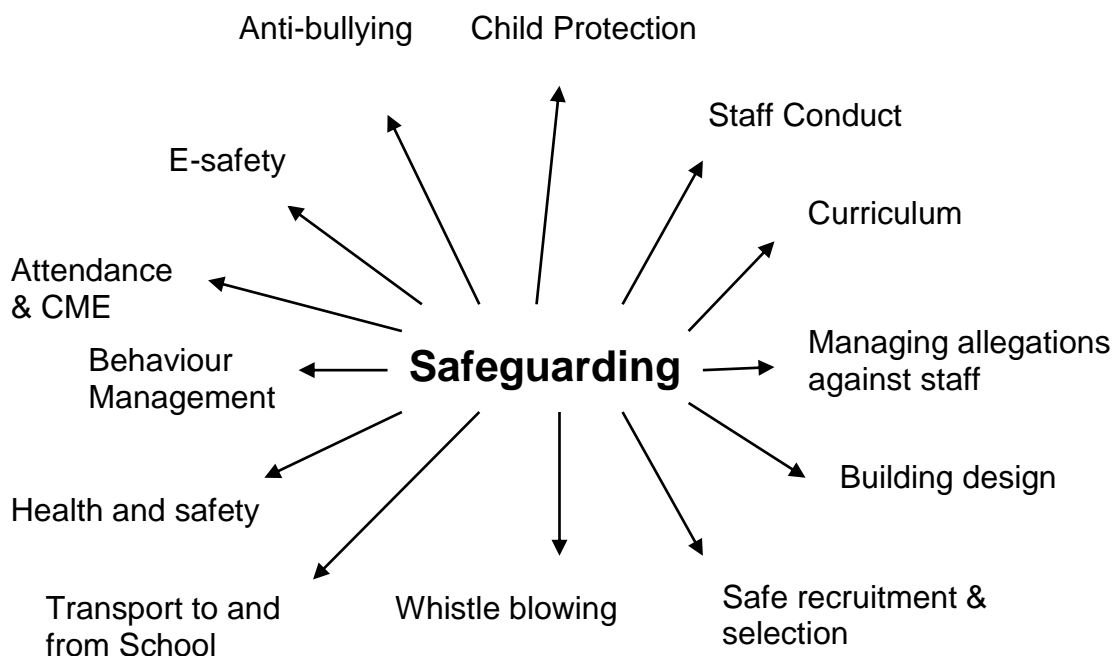 Anti-bullying
Child Protection
Staff Conduct
E-safety
Curriculum
Attendance
& CME
Behaviour
Management
Safeguarding
Managing allegations
against staff
Building design
Health and safety
Transport to and
from School
Whistle blowing
Safe recruitment &
selection